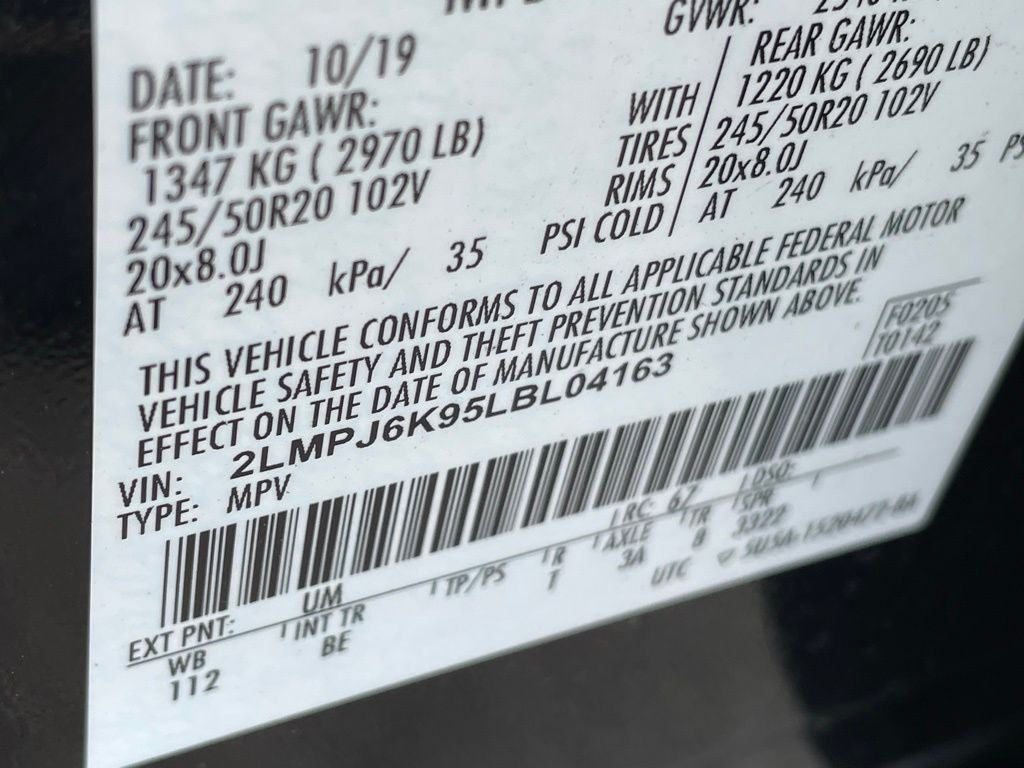 GVWR:
DATE: 10/19
FRONT GAWR:
1347 KG ( 2970 LB)
245/50R20 102V
20x8.0J
AT 240 kPa/ 35 PSI COLD
WITH
TIRES
RIMS
REAR GAWR:
1220 KG ( 2690 LB)
245/50R20 102V
20x8.0J
AT 240 kPa/ 35 PS
THIS VEHICLE CONFORMS TO ALL APPLICABLE FEDERAL MOTOR
VEHICLE SAFETY AND THEFT PREVENTION STANDARDS IN
EFFECT ON THE DATE OF MANUFACTURE SHOWN ABOVE.
F0205
T0142
VIN: 2LMPJ6K95LBL04163
TYPE: MPV
EXT PNT: UM RC: 67 DSO:
WB INT TR TP/PS R AXLE TR SPR
112 BE T 3A B 3322
UTC